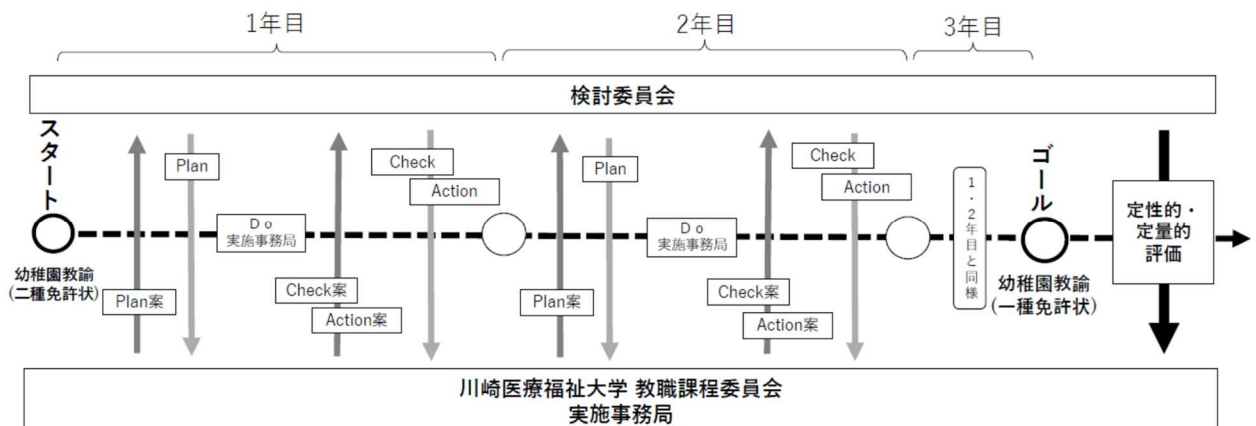 1年目
2年目
3年目
検討委員会
スタート
Plan
Check
Action
Plan
Check
Action
ゴール
1・2年目と同様
Do
実施事務局
Do
実施事務局
定性的・
定量的
評価
幼稚園教諭
(二種免許状)
Plan案
Check案
Action案
Plan案
Check案
Action案
幼稚園教諭
(一種免許状)
川崎医療福祉大学 教職課程委員会
実施事務局